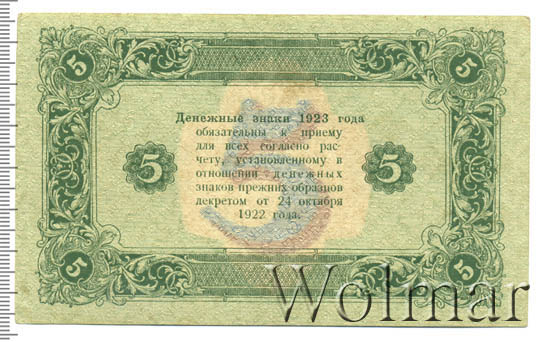 5 5
Денежные знаки 1923 года
обязательны к приему
для всех согласно рас-
чету, установленному в
отношении денежных
знаков прежних образцов
декретом от 24 октября
1922 года.
5 5 5
5 5
Wolmar